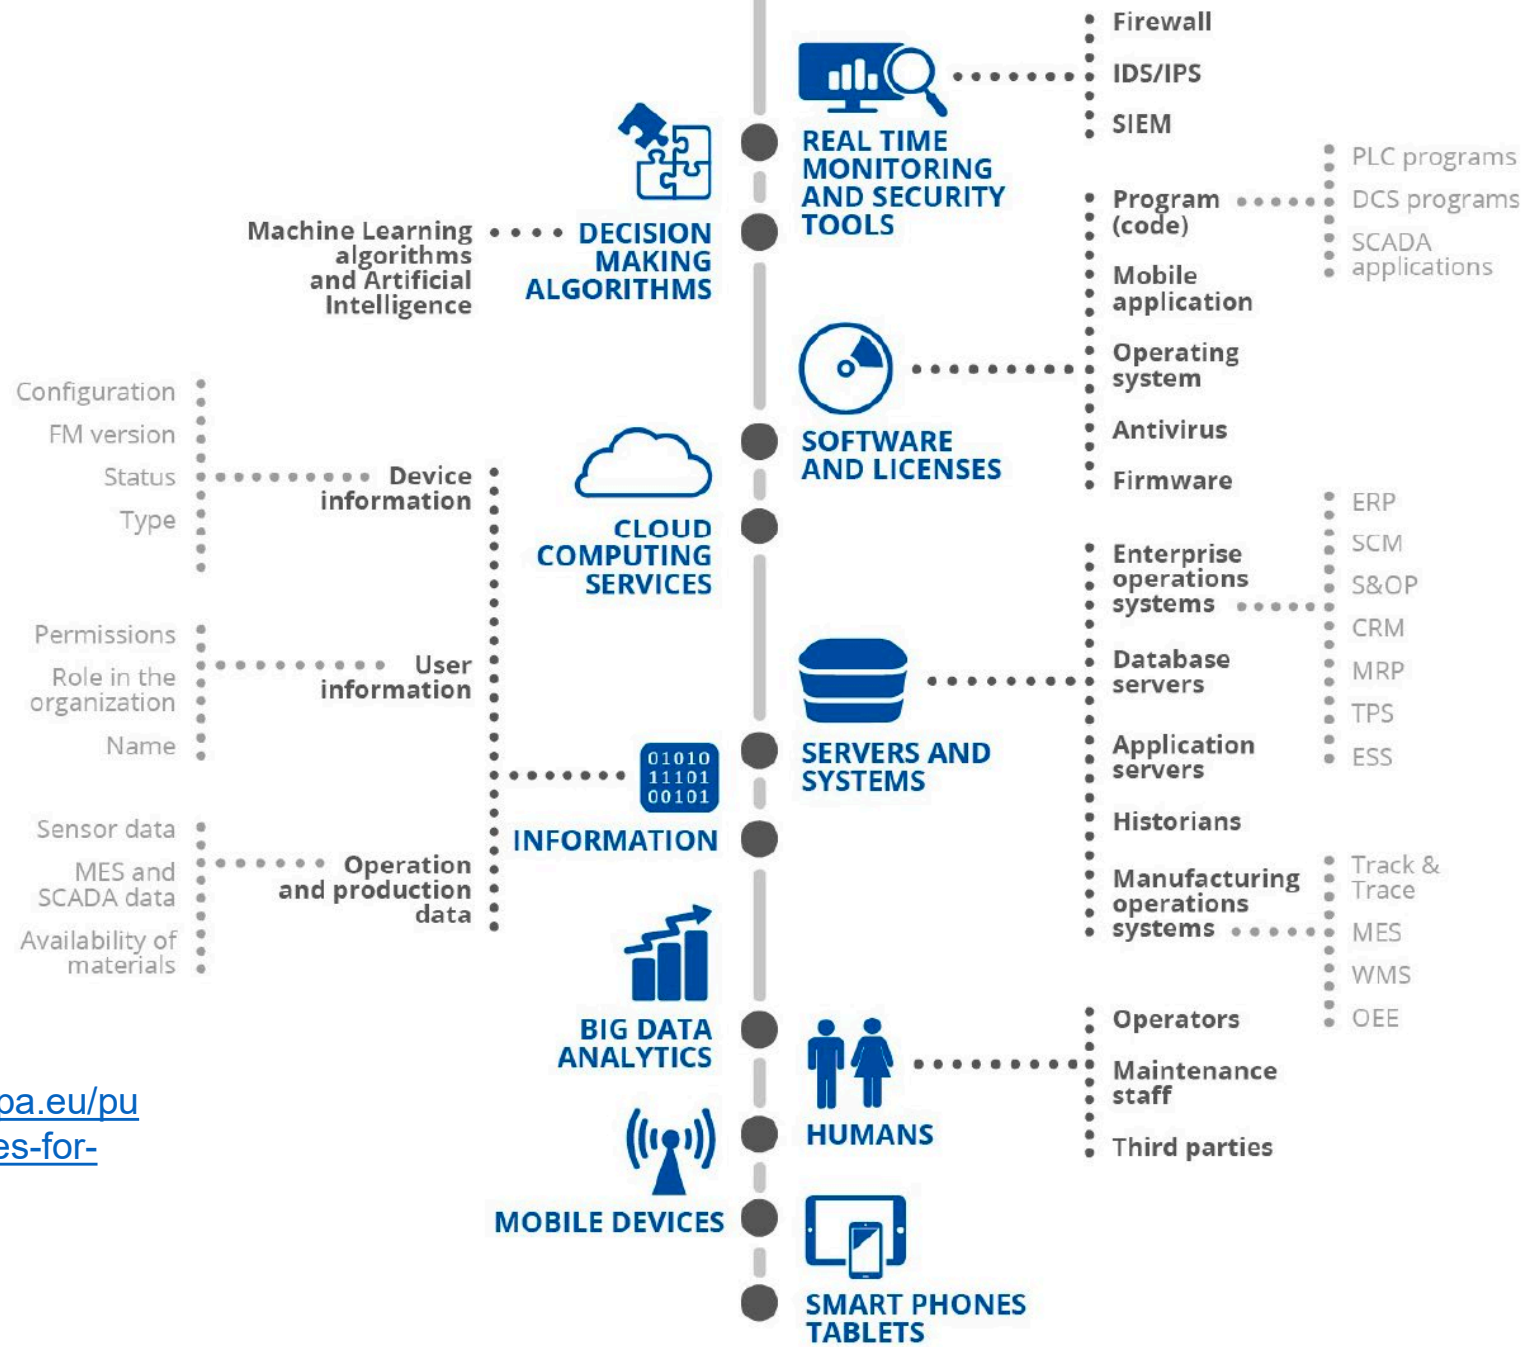 Firewall
IDS/IPS
SIEM
REAL TIME
MONITORING
AND SECURITY
TOOLS
PLC programs
DCS programs
SCADA
applications
Program
(code)
Mobile
application
Operating
system
Antivirus
Firmware
Machine Learning
algorithms
and Artificial
Intelligence
DECISION
MAKING
ALGORITHMS
SOFTWARE
AND LICENSES
Configuration
FM version
Status
Type
Device
information
CLOUD
COMPUTING
SERVICES
ERP
SCM
S&OP
CRM
MRP
TPS
ESS
Enterprise
operations
systems
Database
servers
Application
servers
Historians
Manufacturing
operations
systems
SERVERS AND
SYSTEMS
Permissions
Role in the
organization
Name
User
information
01010
11101
00101
INFORMATION
Sensor data
MES and
SCADA data
Availability of
materials
Operation
and production
data
Track &
Trace
MES
WMS
OEE
BIG DATA
ANALYTICS
Operators
Maintenance
staff
Third parties
HUMANS
pa.eu/pu
es-for-
MOBILE DEVICES
SMART PHONES
TABLETS